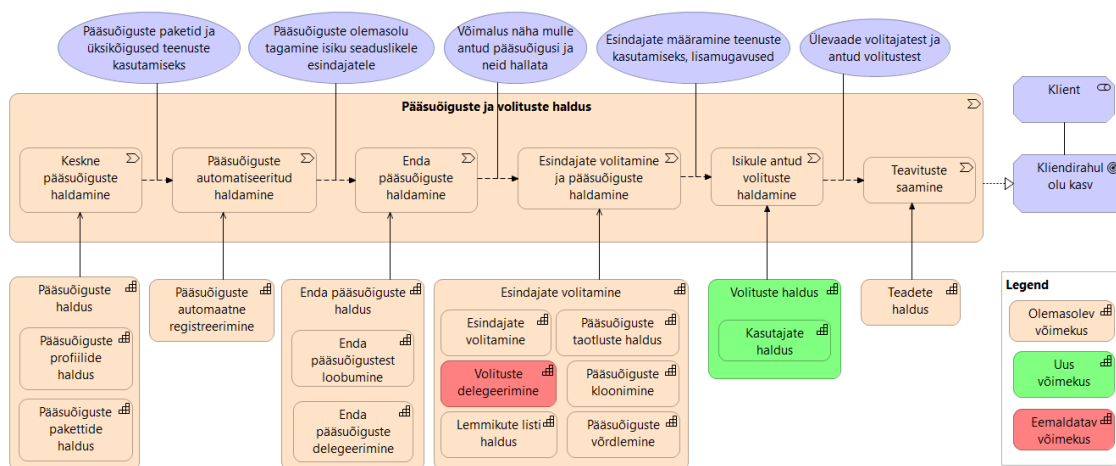 Pääsuõiguste paketid ja
üksikõigused teenuste
kasutamiseks
Pääsuõiguste olemasolu
tagamine isiku seaduslikele
esindajatele
Võimalus näha mulle
antud pääsuõigusi ja
neid hallata
Esindajate määramine teenuste
kasutamiseks, lisamugavused
Ülevaade volitajatest ja
antud volitustest
Klient
Pääsuõiguste ja volituste haldus
Keskne
pääsuõiguste
haldamine
Pääsuõiguste
automatiseeritud
haldamine
Enda
pääsuõiguste
haldamine
Esindajate volitamine
ja pääsuõiguste
haldamine
Isikule antud
volituste
haldamine
Teavituste
saamine
Kliendirahul
olu kasv
Pääsuõiguste
haldus
Pääsuõiguste
profiilide
haldus
Pääsuõiguste
pakettide
haldus
Pääsuõiguste
automaatne
registreerimine
Enda pääsuõiguste
haldus
Enda
pääsuõigustest
loobumine
Enda
pääsuõiguste
delegeerimine
Esindajate volitamine
Esindajate
volitamine
Pääsuõiguste
taotluste haldus
Volituste
delegeerimine
Pääsuõiguste
kloonimine
Lemmikute listi
haldus
Pääsuõiguste
võrdlemine
Volituste haldus
Kasutajate
haldus
Teadete
haldus
Legend
Olemasolev
võimekus
Uus
võimekus
Eemaldatav
võimekus